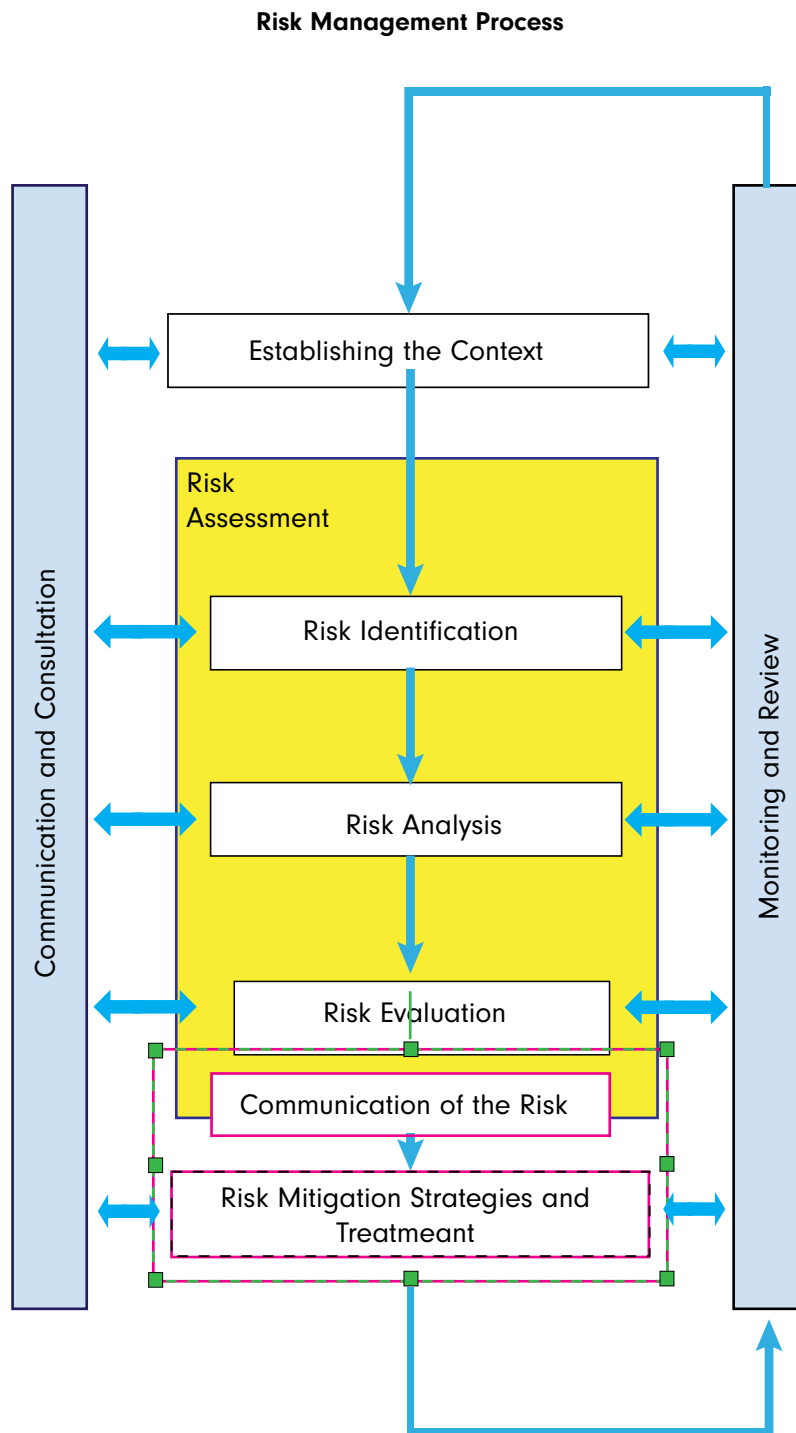 Risk Management Process
Establishing the Context
Risk
Assessment
Risk Identification
Risk Analysis
Risk Evaluation
Communication of the Risk
Risk Mitigation Strategies and
Treatmeant
Communication and Consultation
Monitoring and Review